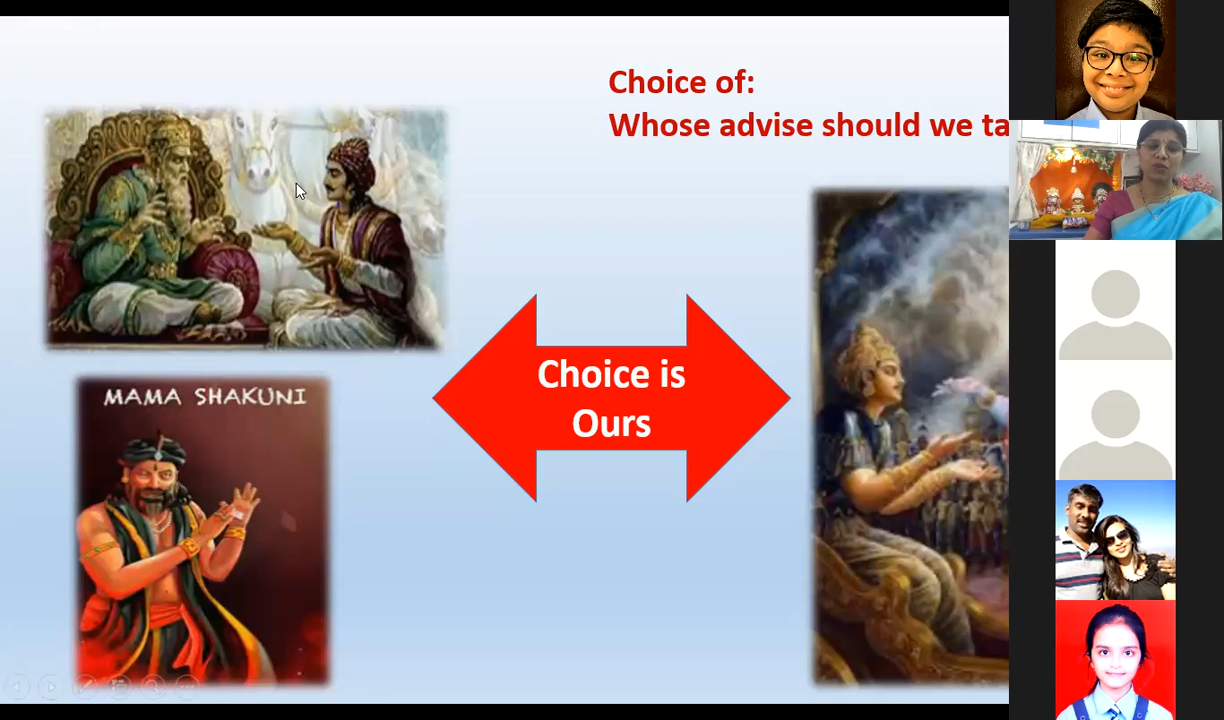 Choice of:
Whose advise should we ta
MAMA SHAKUNI
Choice is
Ours